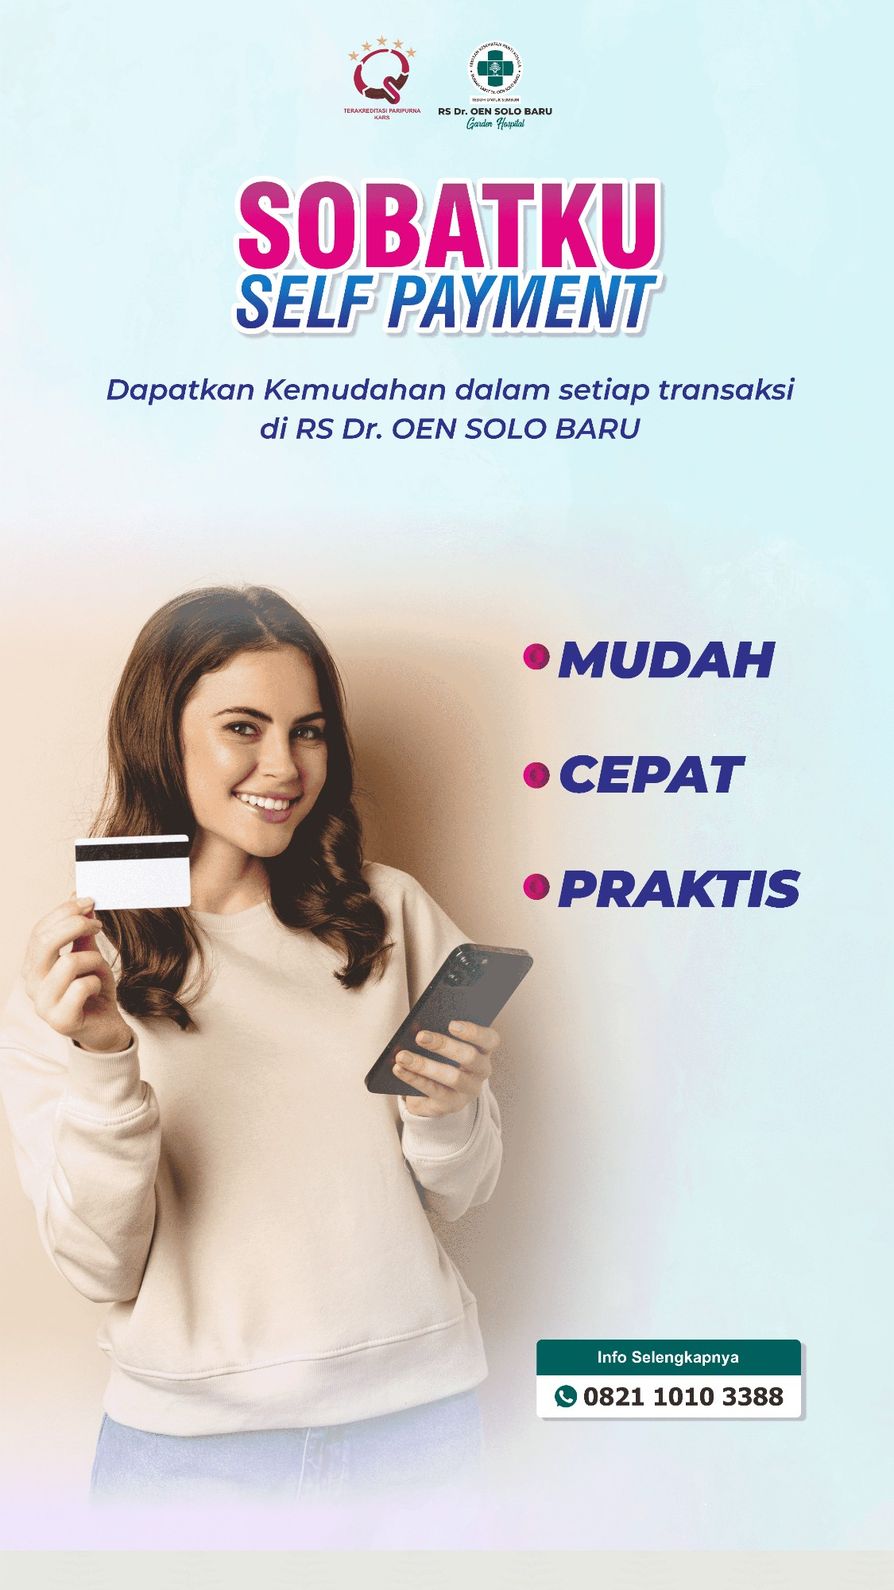 TERAKREDITASI PARIPURNA
KARS
RS Dr. OEN SOLO BARU
Garden Hospital
SOBATKU
SELF PAYMENT
Dapatkan Kemudahan dalam setiap transaksi
di RS Dr. OEN SOLO BARU
MUDAH
CEPAT
PRAKTIS
Info Selengkapnya
0821 1010 3388